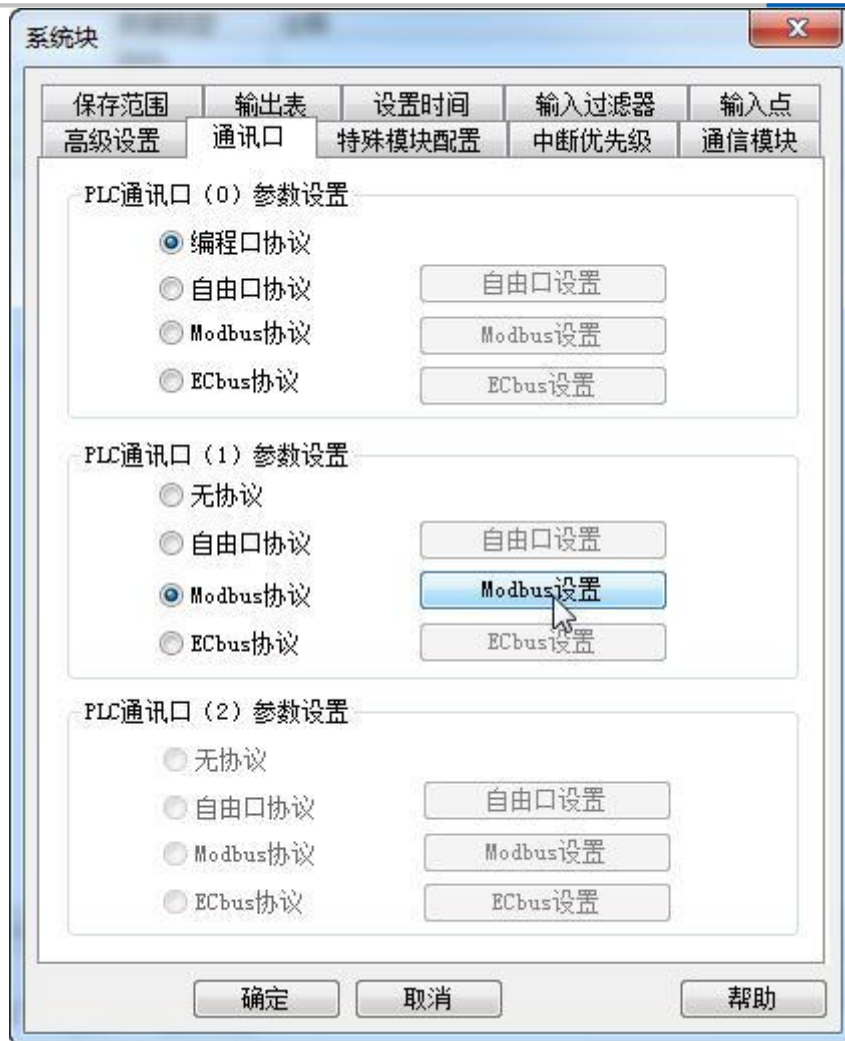 系统块
保存范围 输出表 设置时间 输入过滤器 输入点
高级设置 通讯口 特殊模块配置 中断优先级 通信模块
PLC通讯口（0）参数设置
编程口协议
自由口协议 自由口设置
Modbus协议 Modbus设置
ECbus协议 ECbus设置
PLC通讯口（1）参数设置
无协议
自由口协议 自由口设置
Modbus协议 Modbus设置
ECbus协议 ECbus设置
PLC通讯口（2）参数设置
无协议
自由口协议 自由口设置
Modbus协议 Modbus设置
ECbus协议 ECbus设置
确定 取消 帮助